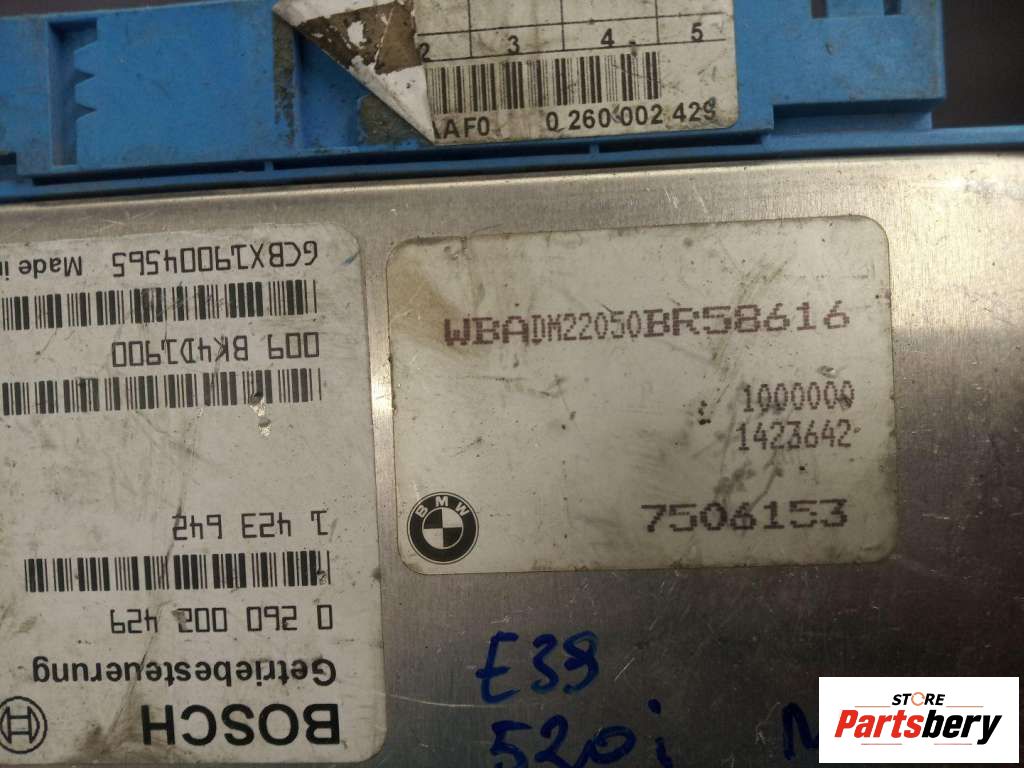 2 3 4 5
AF0 0 260 002 429
6CBX19004565 Made in
009 BK4D1900
1 423 642
0 260 002 429
Getriebesteuerung
BOSCH
WBADM22050BR58616
1000000
1423642
BMW
7506153
E39
520i
STORE
Partsbery